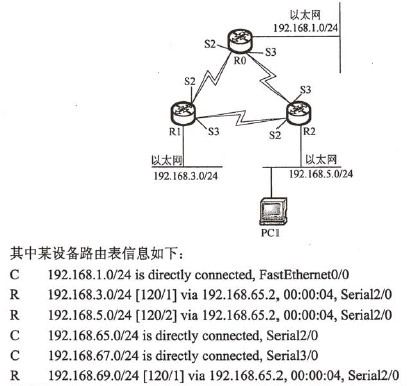 以太网
192.168.1.0/24
S2
R0
S3
S2
S3
R1
S3
S2
R2
以太网
192.168.3.0/24
以太网
192.168.5.0/24
PC1
其中某设备路由表信息如下：
C 192.168.1.0/24 is directly connected, FastEthernet0/0
R 192.168.3.0/24 [120/1] via 192.168.65.2, 00:00:04, Serial2/0
R 192.168.5.0/24 [120/2] via 192.168.65.2, 00:00:04, Serial2/0
C 192.168.65.0/24 is directly connected, Serial2/0
C 192.168.67.0/24 is directly connected, Serial3/0
R 192.168.69.0/24 [120/1] via 192.168.65.2, 00:00:04, Serial2/0